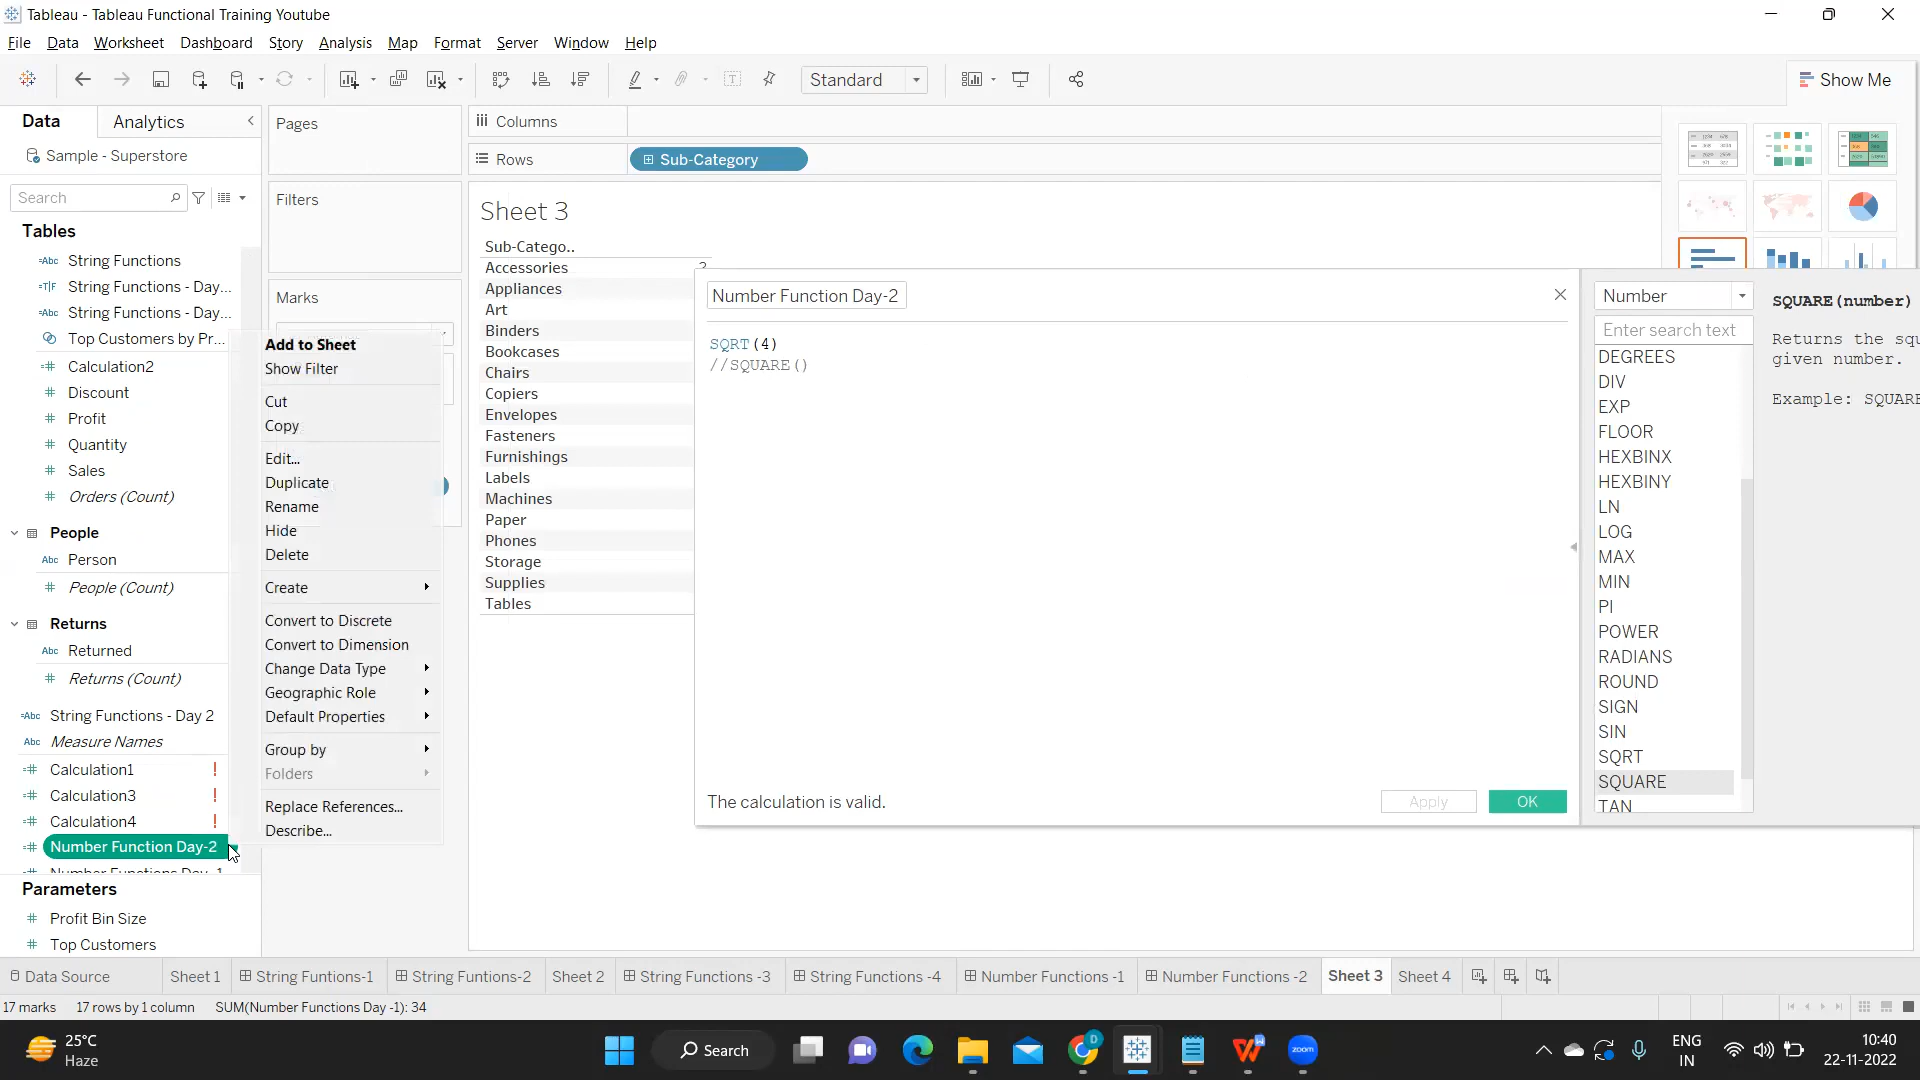 Tableau - Tableau Functional Training Youtube
File Data Worksheet Dashboard Story Analysis Map Format Server Window Help
Standard
Show Me
Data
Analytics
Sample - Superstore
Search
Tables
String Functions
String Functions - Day...
String Functions - Day...
Top Customers by Pr...
Calculation2
Discount
Profit
Quantity
Sales
Orders (Count)
People
Person
People (Count)
Returns
Returned
Returns (Count)
String Functions - Day 2
Measure Names
Calculation1 !
Calculation3 !
Calculation4 !
Number Function Day-2
Parameters
Profit Bin Size
Top Customers
Pages
Filters
Marks
Add to Sheet
Show Filter
Cut
Copy
Edit...
Duplicate
Rename
Hide
Delete
Create
Convert to Discrete
Convert to Dimension
Change Data Type
Geographic Role
Default Properties
Group by
Folders
Replace References...
Describe...
Columns
Rows
Sub-Category
Sheet 3
Sub-Catego..
Accessories
Appliances
Art
Binders
Bookcases
Chairs
Copiers
Envelopes
Fasteners
Furnishings
Labels
Machines
Paper
Phones
Storage
Supplies
Tables
Number Function Day-2
SQRT(4)
//SQUARE()
The calculation is valid.
Apply
OK
Number
Enter search text
DEGREES
DIV
EXP
FLOOR
HEXBINX
HEXBINY
LN
LOG
MAX
MIN
PI
POWER
RADIANS
ROUND
SIGN
SIN
SQRT
SQUARE
TAN
SQUARE(number)
Returns the squ
given number.
Example: SQUARE
Data Source
Sheet 1
String Funtions-1
String Funtions-2
Sheet 2
String Functions -3
String Functions -4
Number Functions -1
Number Functions -2
Sheet 3
Sheet 4
17 marks 17 rows by 1 column SUM(Number Functions Day -1): 34
25°C
Haze
Search
zoom
ENG
IN
10:40
22-11-2022